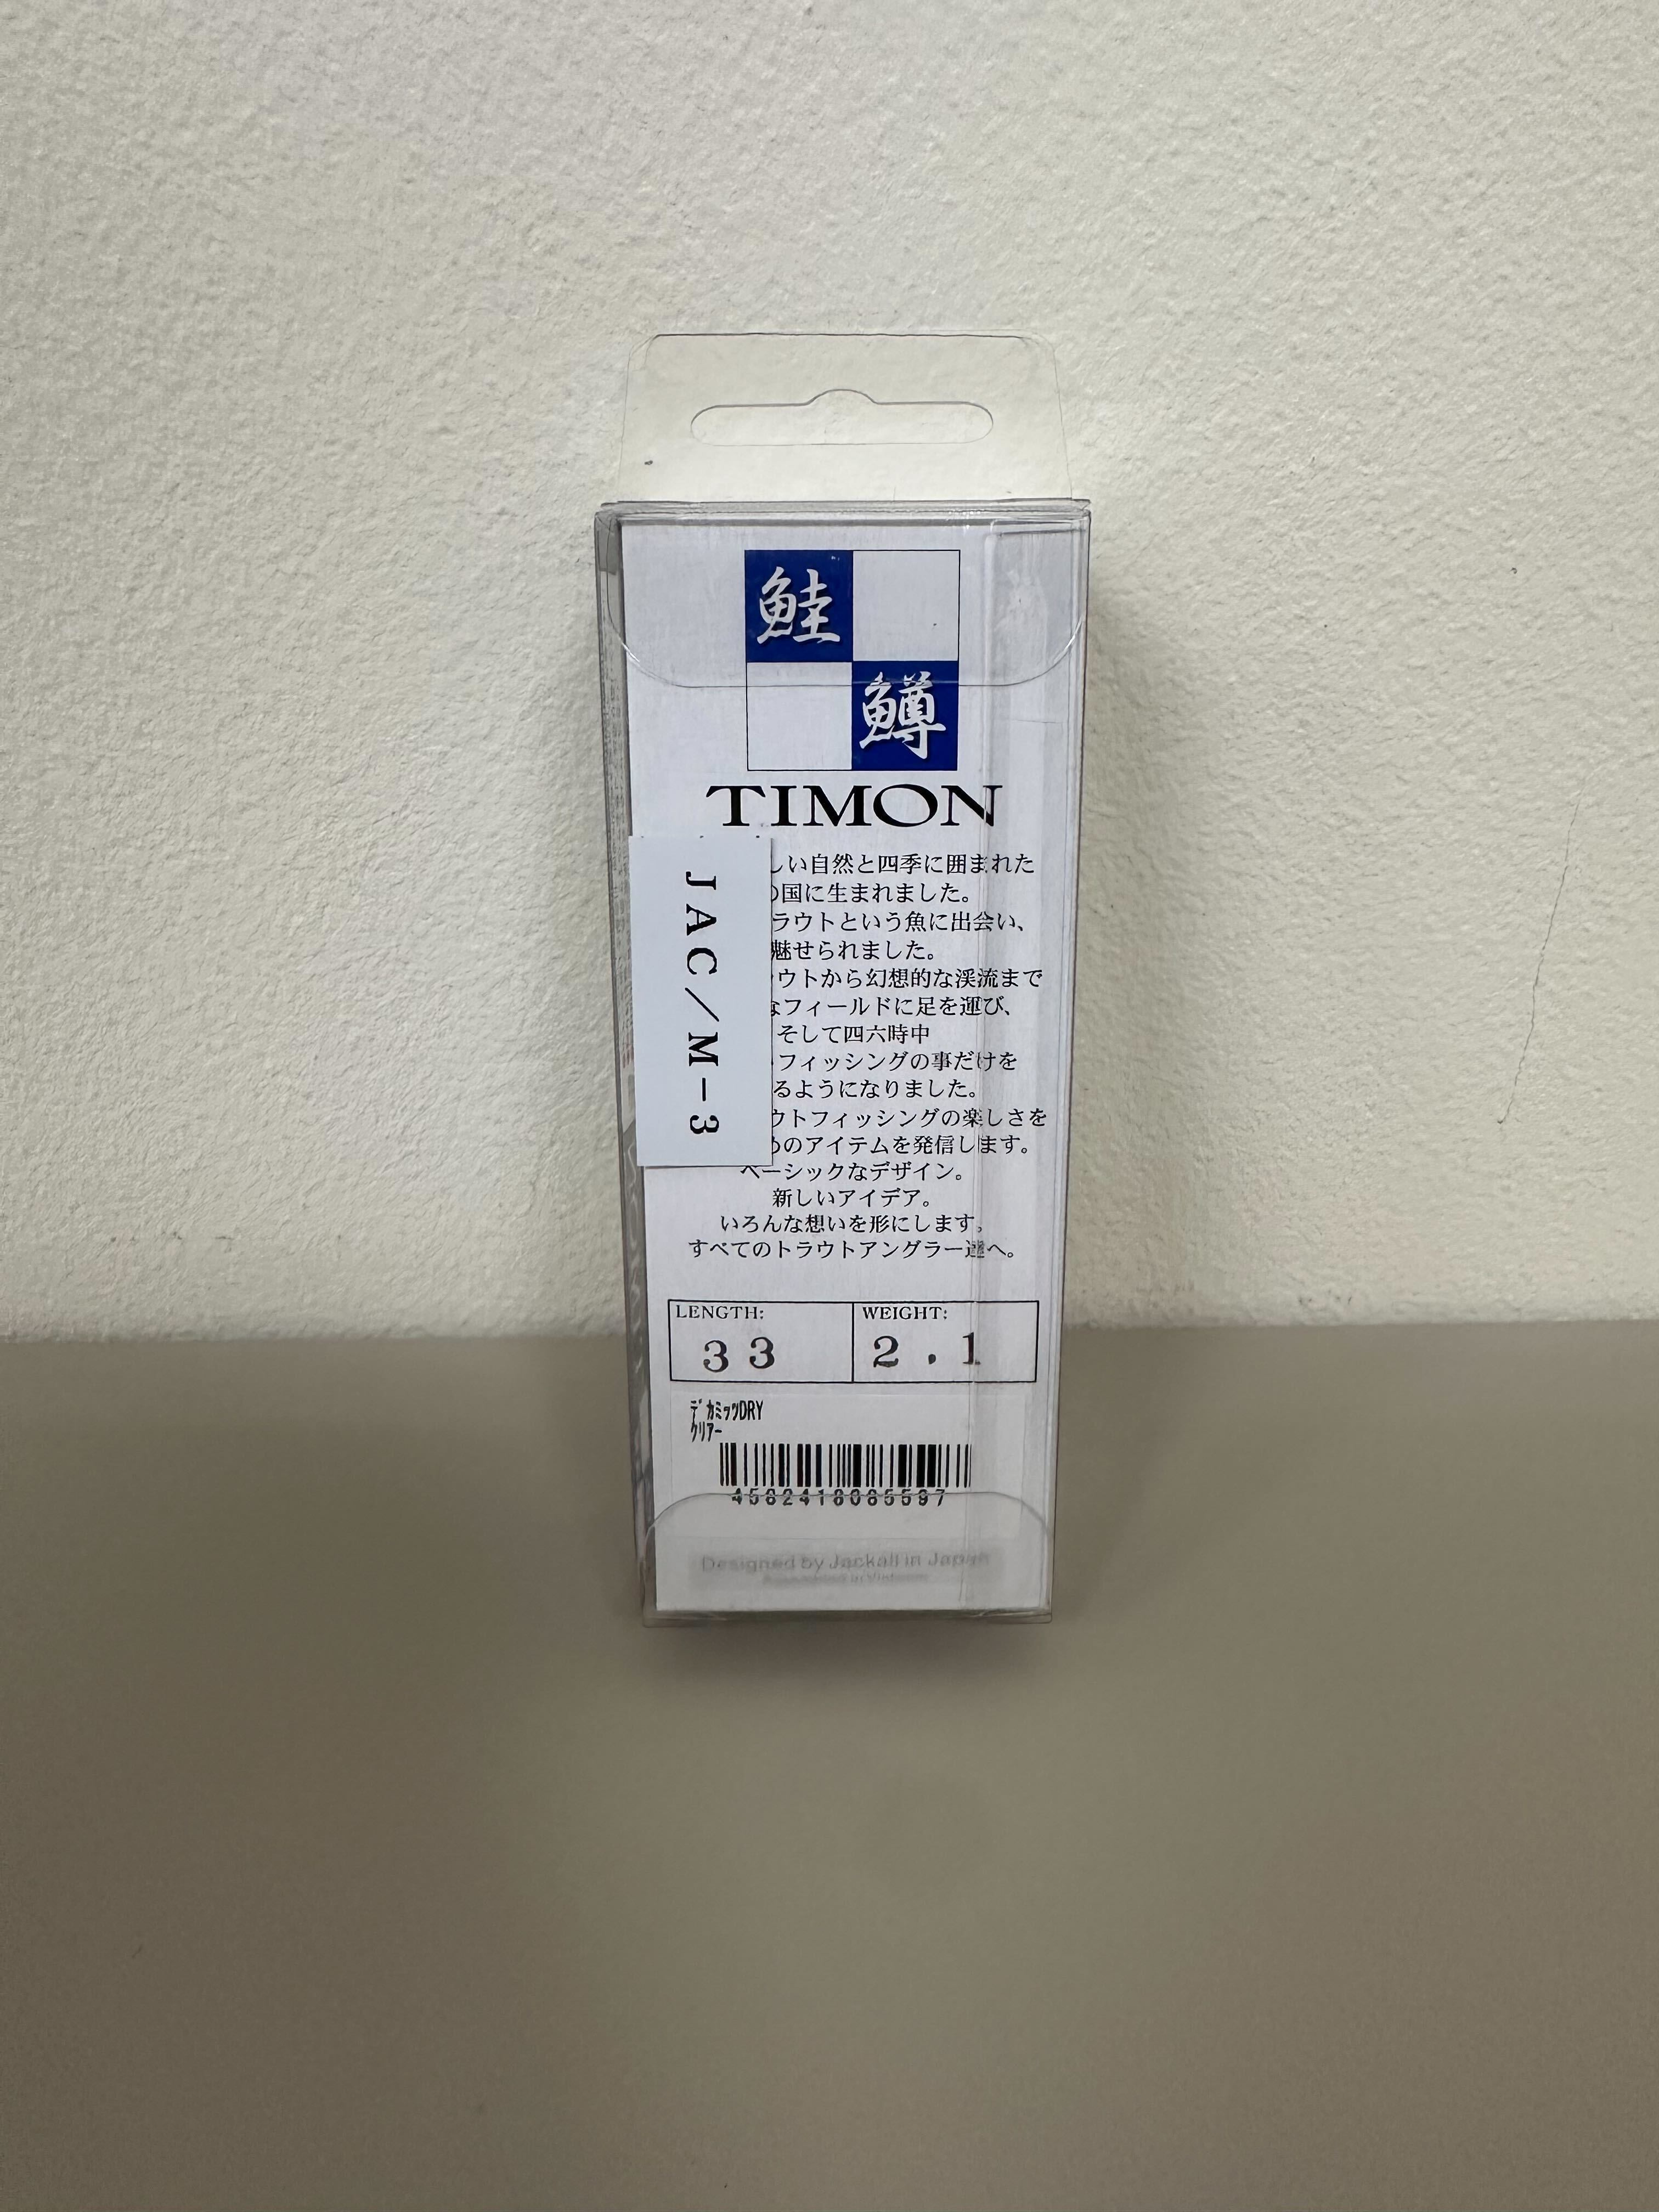 鮭
鱒
TIMON
しい自然と四季に囲まれた
の国に生まれました。
ラウトという魚に出会い、
魅せられました。
ウトから幻想的な渓流まで
なフィールドに足を運び、
そして四六時中
フィッシングの事だけを
るようになりました。
ウトフィッシングの楽しさを
めのアイテムを発信します。
ベーシックなデザイン。
新しいアイデア。
いろんな想いを形にします。
すべてのトラウトアングラー達へ。
JAC/M-3
LENGTH: WEIGHT:
33 2.1
デカミッツDRY
クリアー
4582418085597
Designed by Jackall in Japan
Assembled in Vietnam